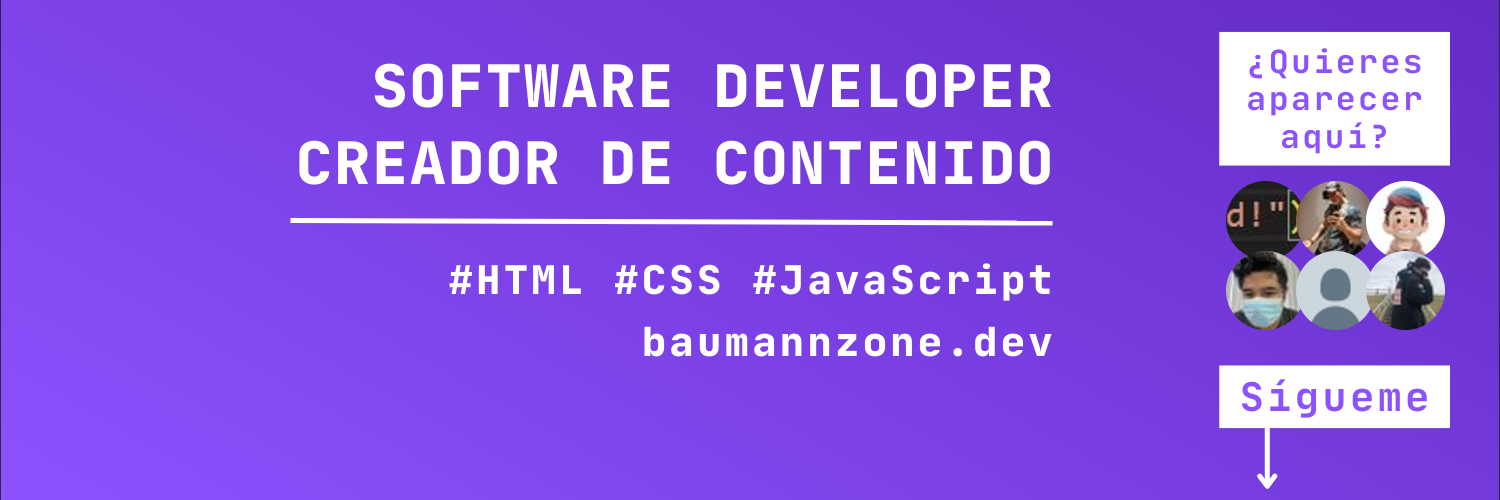 SOFTWARE DEVELOPER
CREADOR DE CONTENIDO
#HTML #CSS #JavaScript
baumannzone.dev
¿Quieres
aparecer
aquí?
d!")
Sígueme